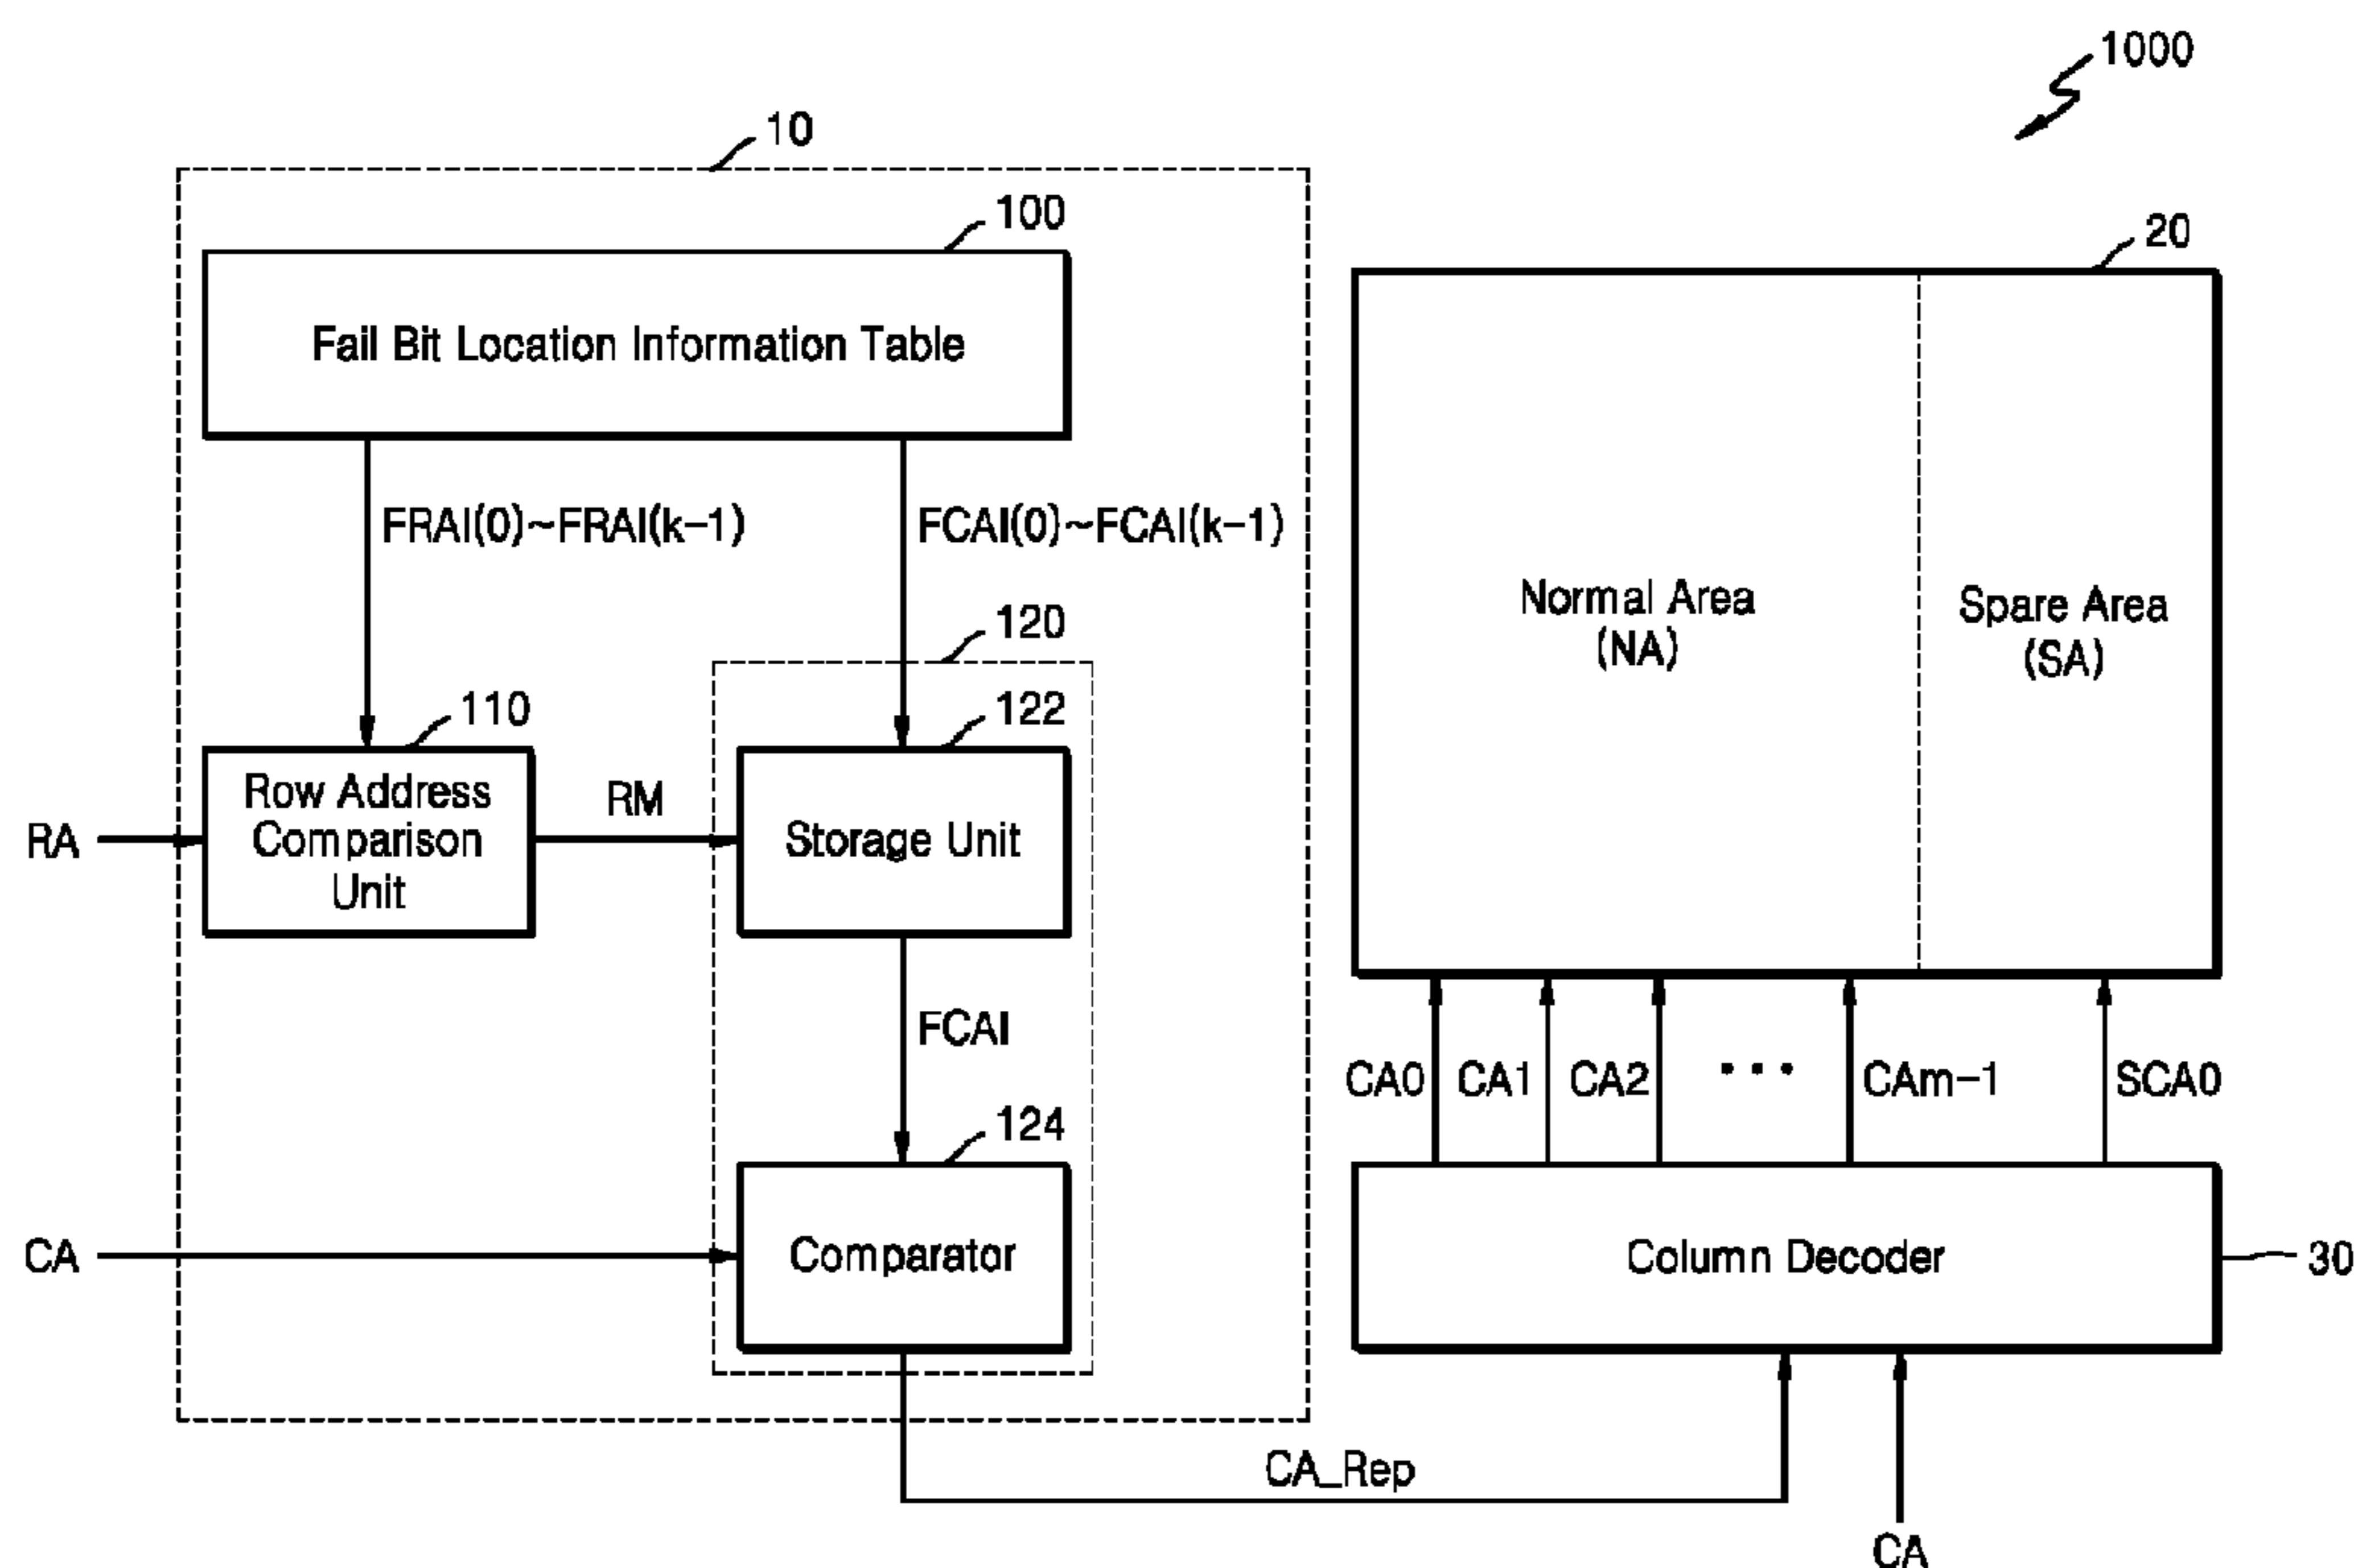 1000
10
100
20
Fail Bit Location Information Table
FRAI(0)~FRAI(k-1)
FCAI(0)~FCAI(k-1)
Normal Area
(NA)
Spare Area
(SA)
120
110
122
Row Address
Comparison
Unit
RM
Storage Unit
RA
FCAI
CA0
CA1
CA2
• • •
CAm-1
SCA0
124
CA
Comparator
Column Decoder
30
CA_Rep
CA